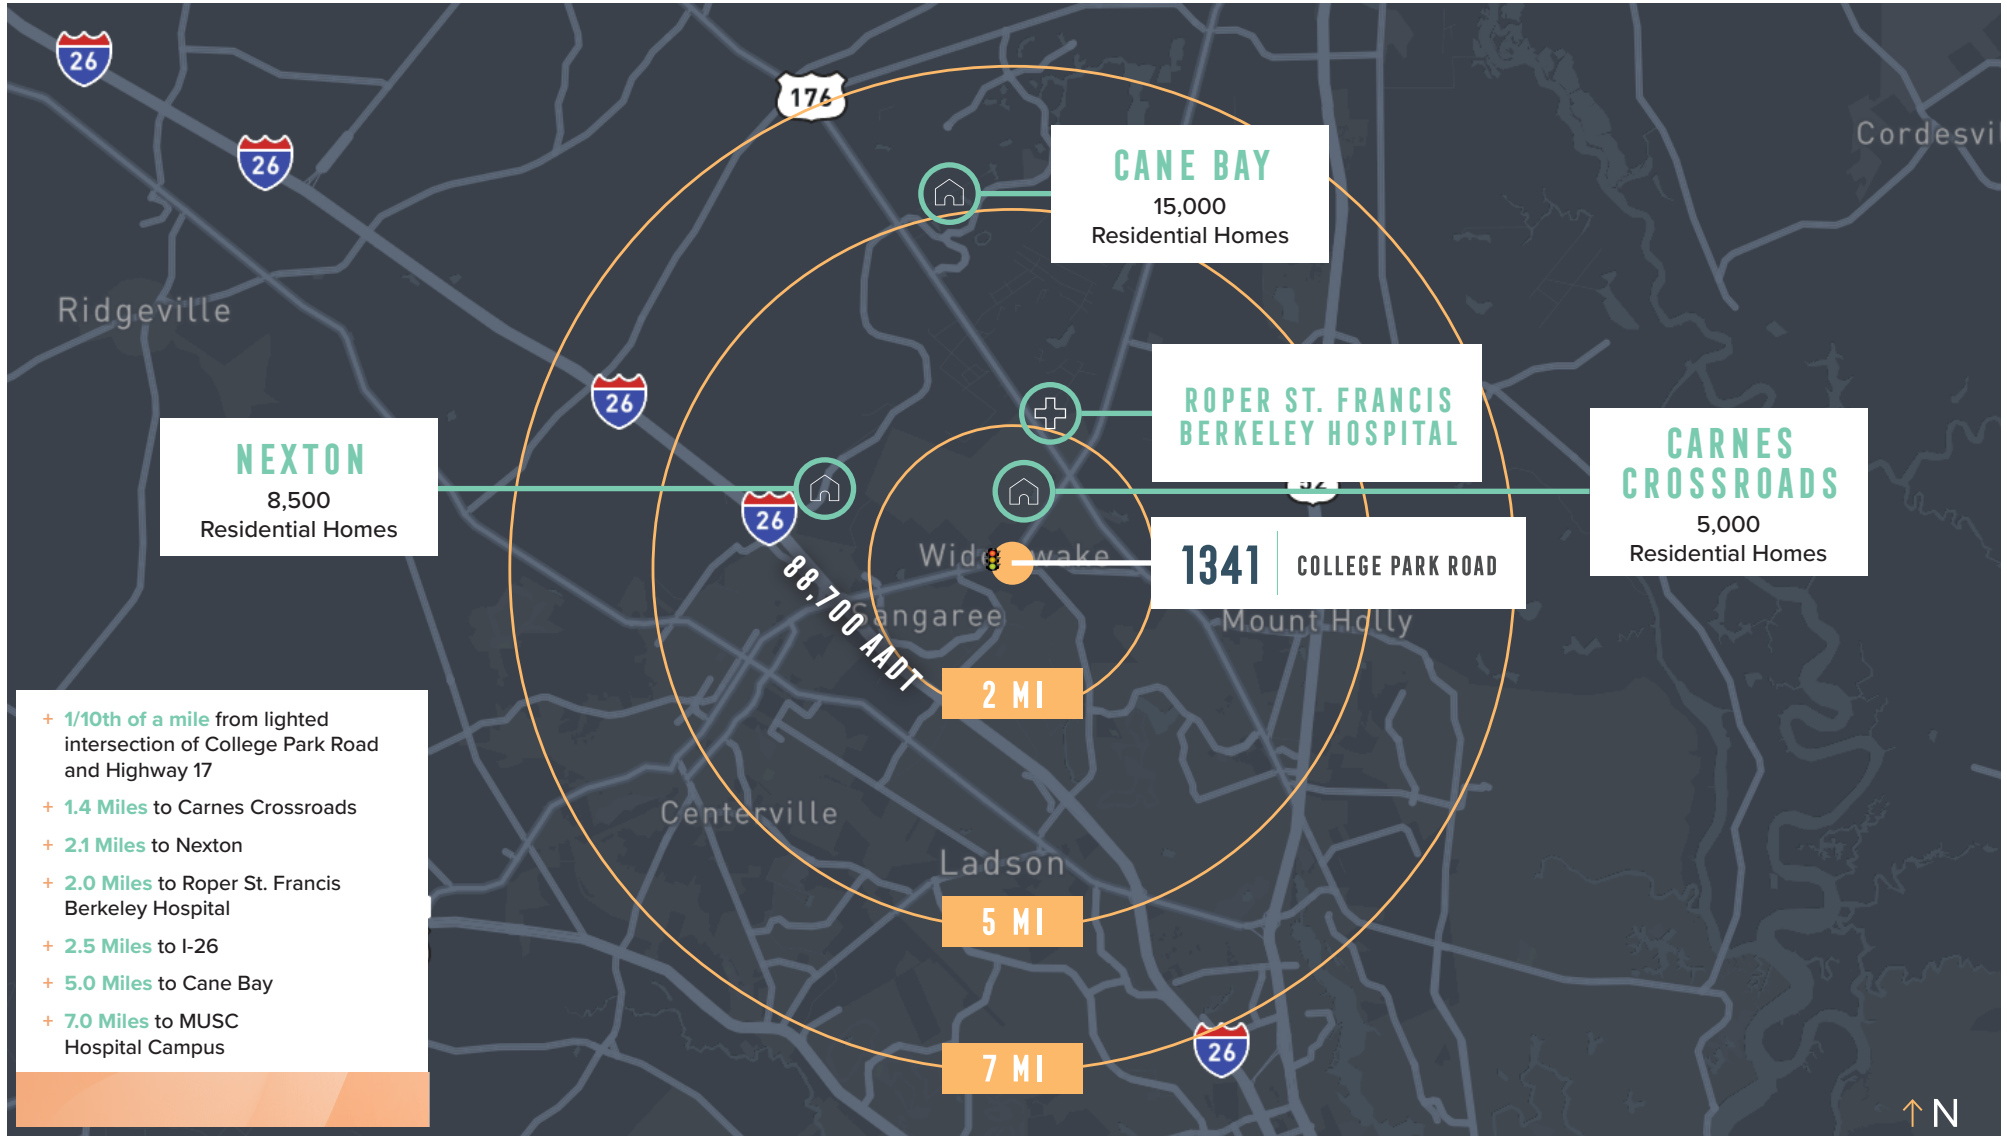 26
176
Cordesvil
CANE BAY
15,000
Residential Homes
26
Ridgeville
26
ROPER ST. FRANCIS
BERKELEY HOSPITAL
NEXTON
8,500
Residential Homes
CARNES
CROSSROADS
5,000
Residential Homes
52
26
1341 COLLEGE PARK ROAD
88,700 AADT
Sangaree
Mount Holly
2 MI
+ 1/10th of a mile from lighted
intersection of College Park Road
and Highway 17
+ 1.4 Miles to Carnes Crossroads
+ 2.1 Miles to Nexton
+ 2.0 Miles to Roper St. Francis
Berkeley Hospital
+ 2.5 Miles to I-26
+ 5.0 Miles to Cane Bay
+ 7.0 Miles to MUSC
Hospital Campus
Centerville
Ladson
5 MI
7 MI
26
N